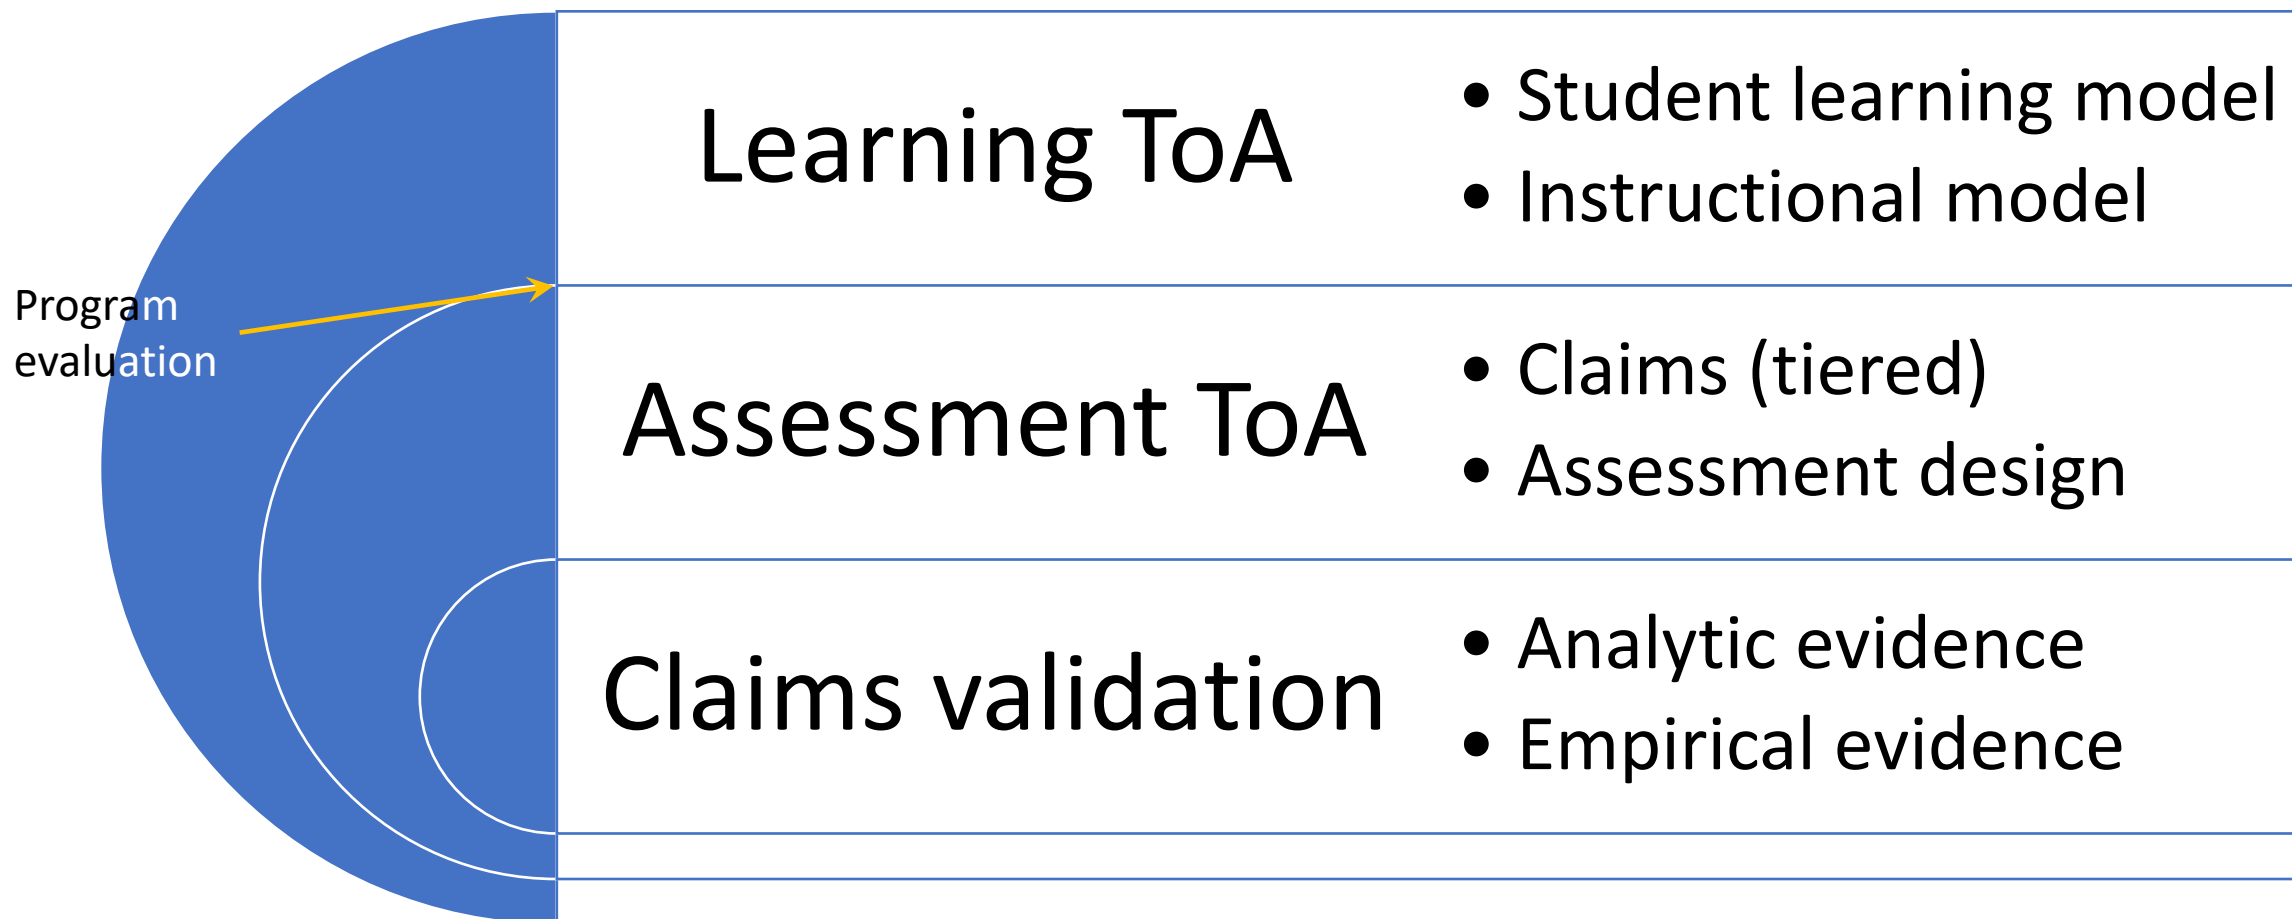 Learning ToA
• Student learning model
• Instructional model
Program
evaluation
Assessment ToA
• Claims (tiered)
• Assessment design
Claims validation
• Analytic evidence
• Empirical evidence